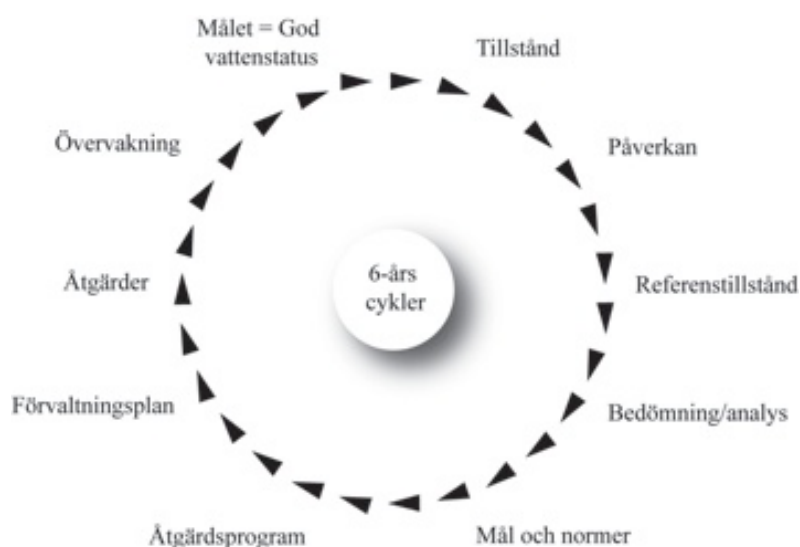 Målet = God
vattenstatus
Tillstånd
Påverkan
Referenstillstånd
Bedömning/analys
Mål och normer
Åtgärdsprogram
Förvaltningsplan
Åtgärder
Övervakning
6-års
cykler